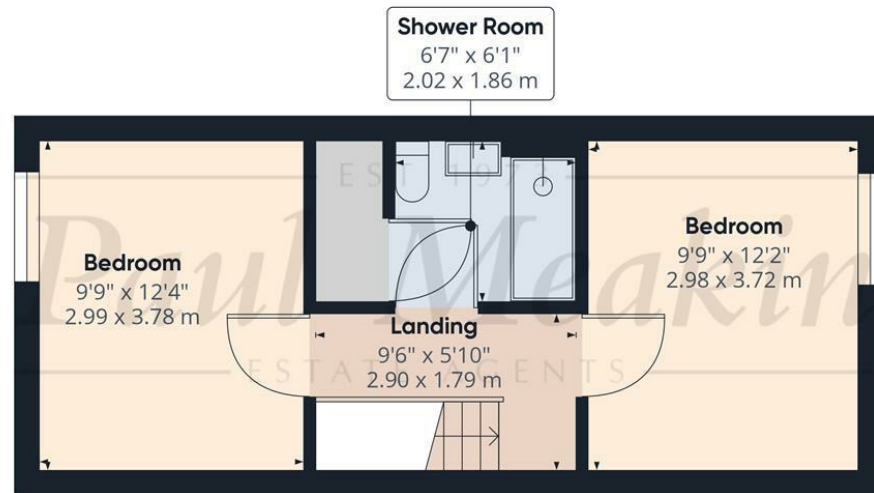 Shower Room
6'7" x 6'1"
2.02 x 1.86 m
EST 1973
Paul Meakin
ESTATE AGENTS
Bedroom
9'9" x 12'4"
2.99 x 3.78 m
Bedroom
9'9" x 12'2"
2.98 x 3.72 m
Landing
9'6" x 5'10"
2.90 x 1.79 m